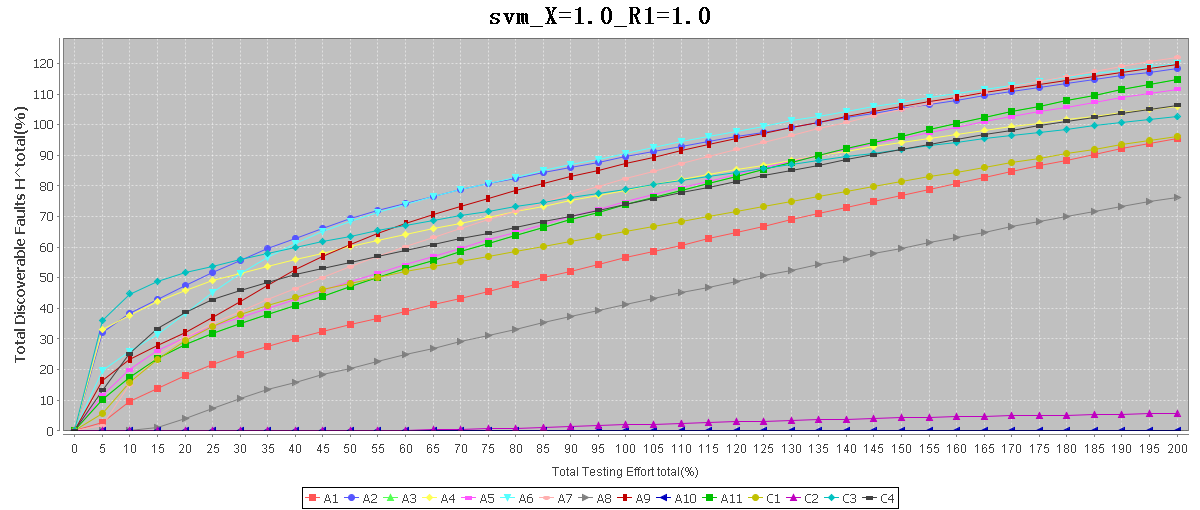 svm_X=1.0_R1=1.0
Total Discoverable Faults H^total(%)
120
110
100
90
80
70
60
50
40
30
20
10
0
0 5 10 15 20 25 30 35 40 45 50 55 60 65 70 75 80 85 90 95 100 105 110 115 120 125 130 135 140 145 150 155 160 165 170 175 180 185 190 195 200
Total Testing Effort total(%)
A1 A2 A3 A4 A5 A6 A7 A8 A9 A10 A11 C1 C2 C3 C4